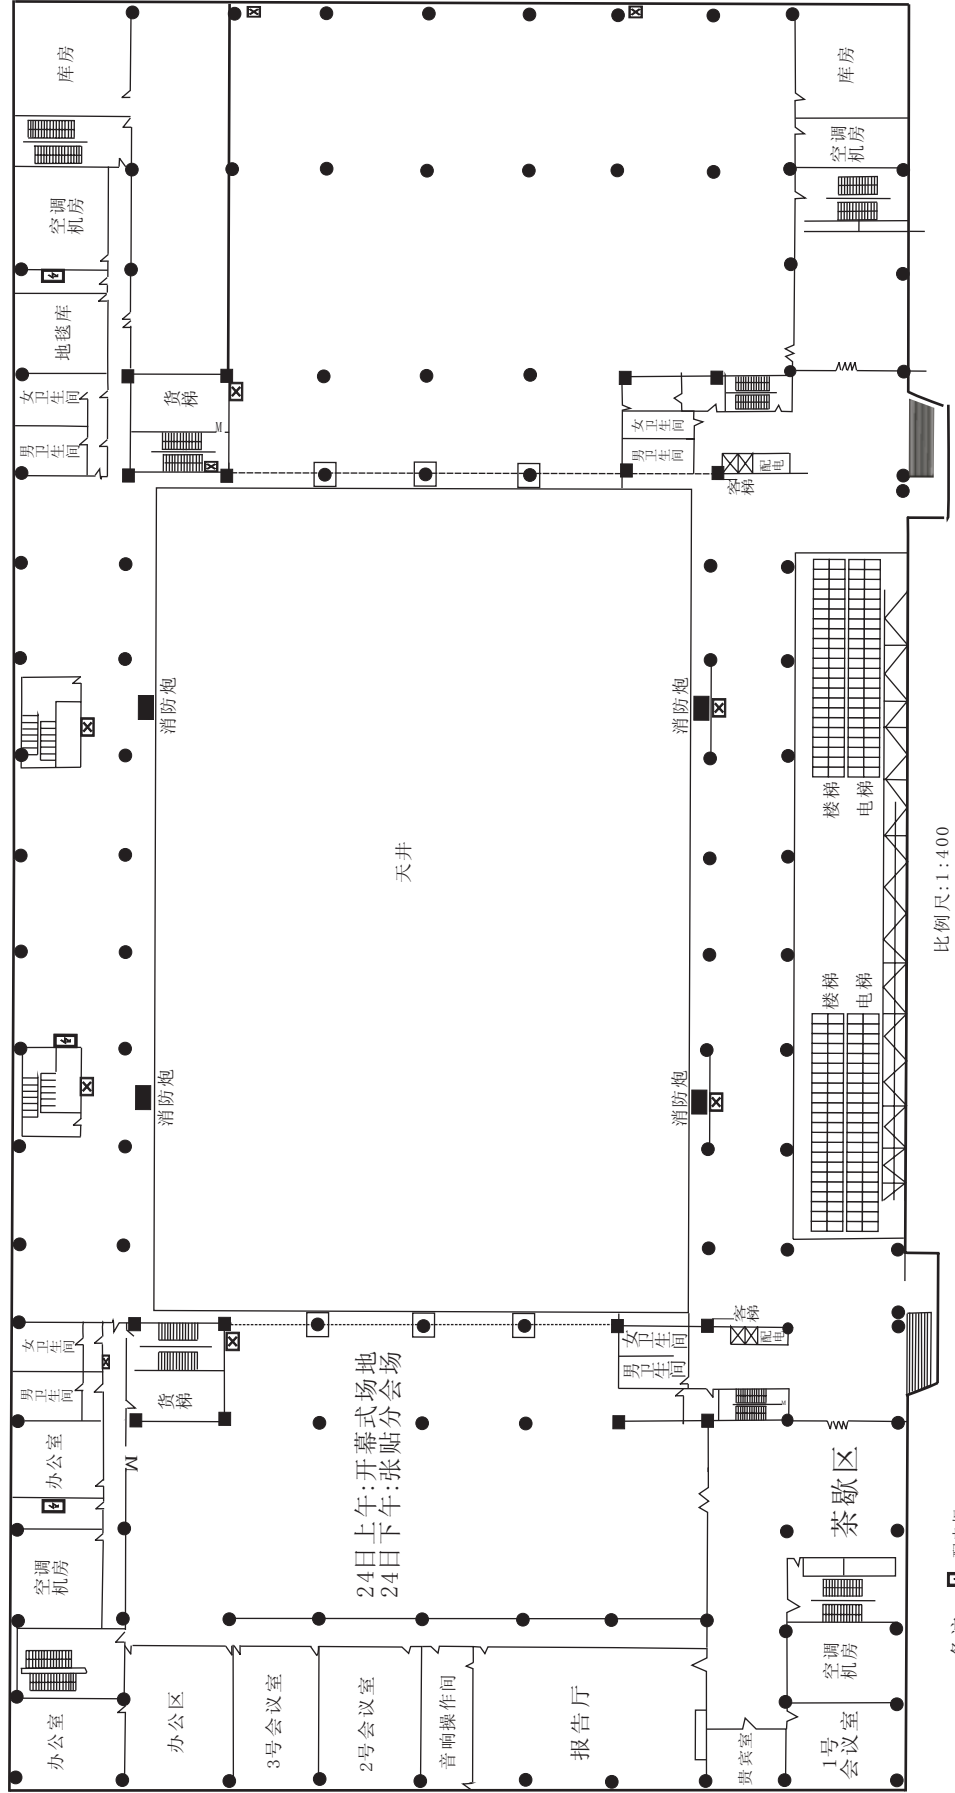 库房
空调
机房
地毯库
女卫生间
男卫生间
货梯
M
库房
空调
机房
女卫生间
男卫生间
配电
客梯
消防炮
消防炮
天井
楼梯
电梯
比例尺:1:400
楼梯
电梯
消防炮
消防炮
女卫生间
男卫生间
货梯
办公室
M
空调
机房
办公室
24日上午:开幕式场地
24日下午:张贴分会场
女卫生间
男卫生间
客梯
配电
M
茶歇区
空调
机房
办公区
3号会议室
2号会议室
音响操作间
报告厅
贵宾室
1号
会议室